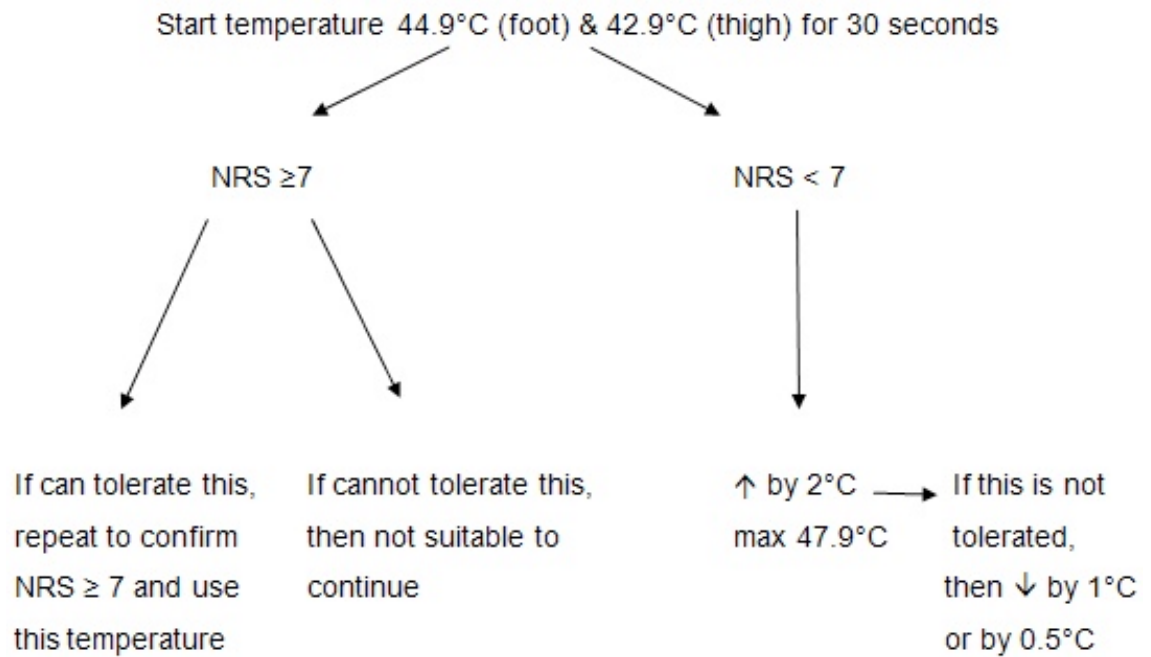 Start temperature 44.9°C (foot) & 42.9°C (thigh) for 30 seconds
NRS ≥7
NRS < 7
If can tolerate this,
repeat to confirm
NRS ≥ 7 and use
this temperature
If cannot tolerate this,
then not suitable to
continue
↑ by 2°C
max 47.9°C
If this is not
tolerated,
then ↓ by 1°C
or by 0.5°C